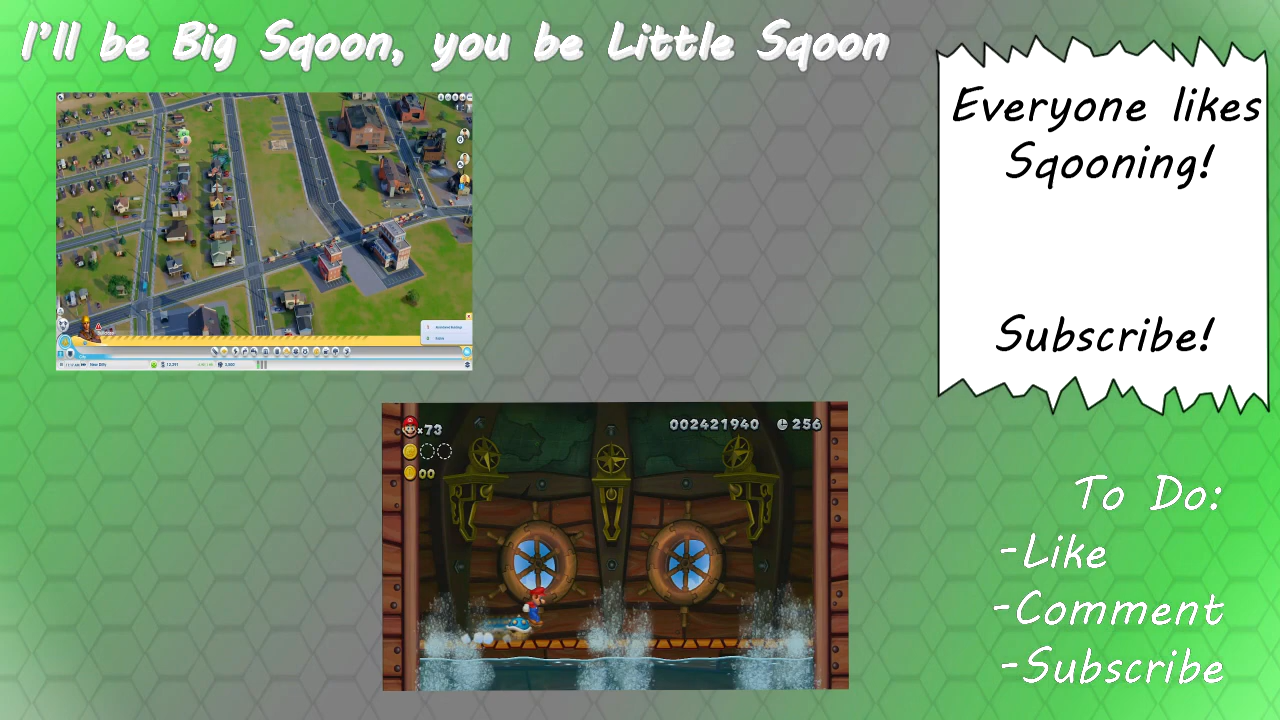 I'll be Big Sqoon, you be Little Sqoon
Everyone likes
Sqooning!
Subscribe!
x73
002421940
256
00
To Do:
-Like
-Comment
-Subscribe